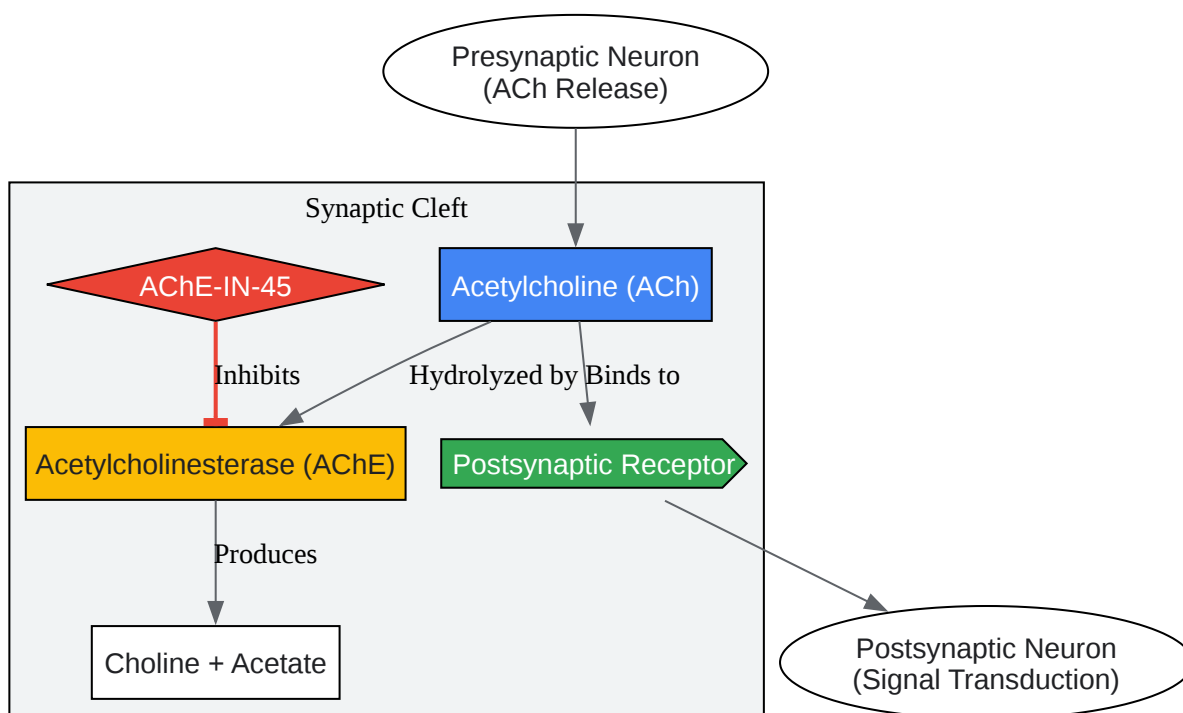 Presynaptic Neuron
(ACh Release)
Synaptic Cleft
AChE-IN-45
Acetylcholine (ACh)
Inhibits
Hydrolyzed by
Binds to
Acetylcholinesterase (AChE)
Postsynaptic Receptor
Produces
Choline + Acetate
Postsynaptic Neuron
(Signal Transduction)